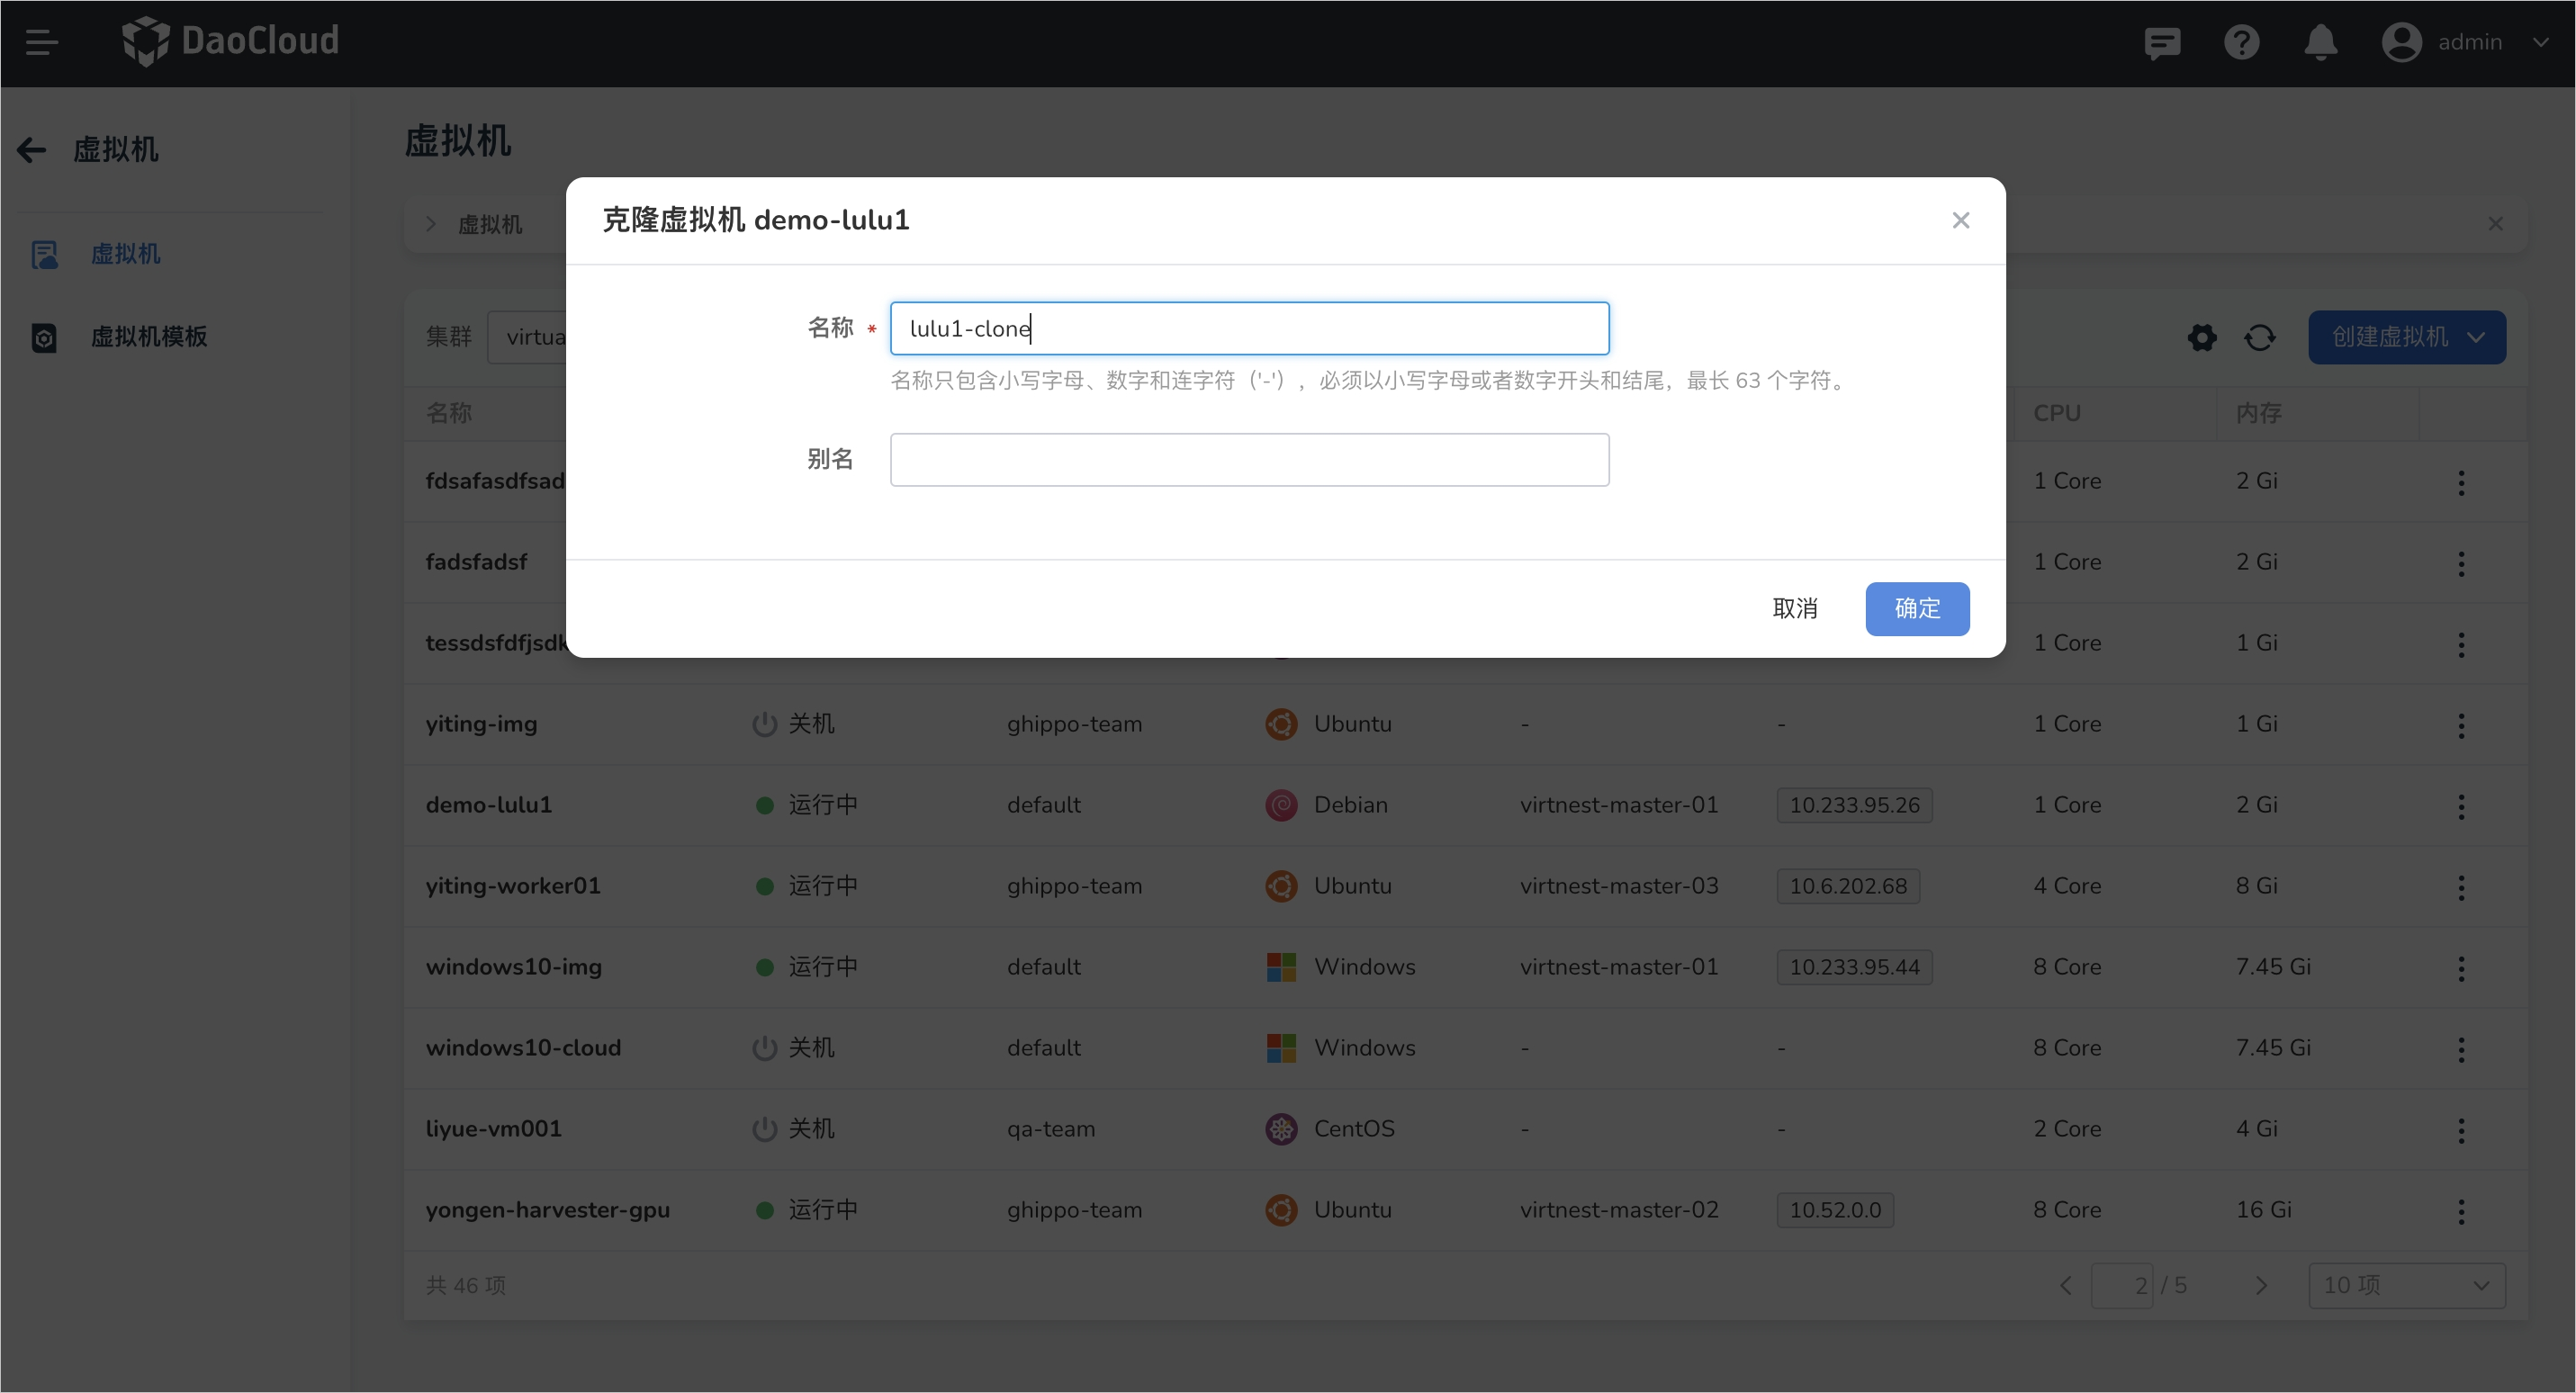 DaoCloud
admin
虚拟机
虚拟机
虚拟机模板
虚拟机
虚拟机
克隆虚拟机 demo-lulu1
名称 * lulu1-clone
名称只包含小写字母、数字和连字符（'-'），必须以小写字母或者数字开头和结尾，最长 63 个字符。
别名
取消 确定
集群 virtua
创建虚拟机
名称 CPU 内存
fdsafasdfsad 1 Core 2 Gi
fadsfadsf 1 Core 2 Gi
tessdsfdfjsdk 1 Core 1 Gi
yiting-img 关机 ghippo-team Ubuntu - - 1 Core 1 Gi
demo-lulu1 运行中 default Debian virtnest-master-01 10.233.95.26 1 Core 2 Gi
yiting-worker01 运行中 ghippo-team Ubuntu virtnest-master-03 10.6.202.68 4 Core 8 Gi
windows10-img 运行中 default Windows virtnest-master-01 10.233.95.44 8 Core 7.45 Gi
windows10-cloud 关机 default Windows - - 8 Core 7.45 Gi
liyue-vm001 关机 qa-team CentOS - - 2 Core 4 Gi
yongen-harvester-gpu 运行中 ghippo-team Ubuntu virtnest-master-02 10.52.0.0 8 Core 16 Gi
共 46 项 2 / 5 10 项